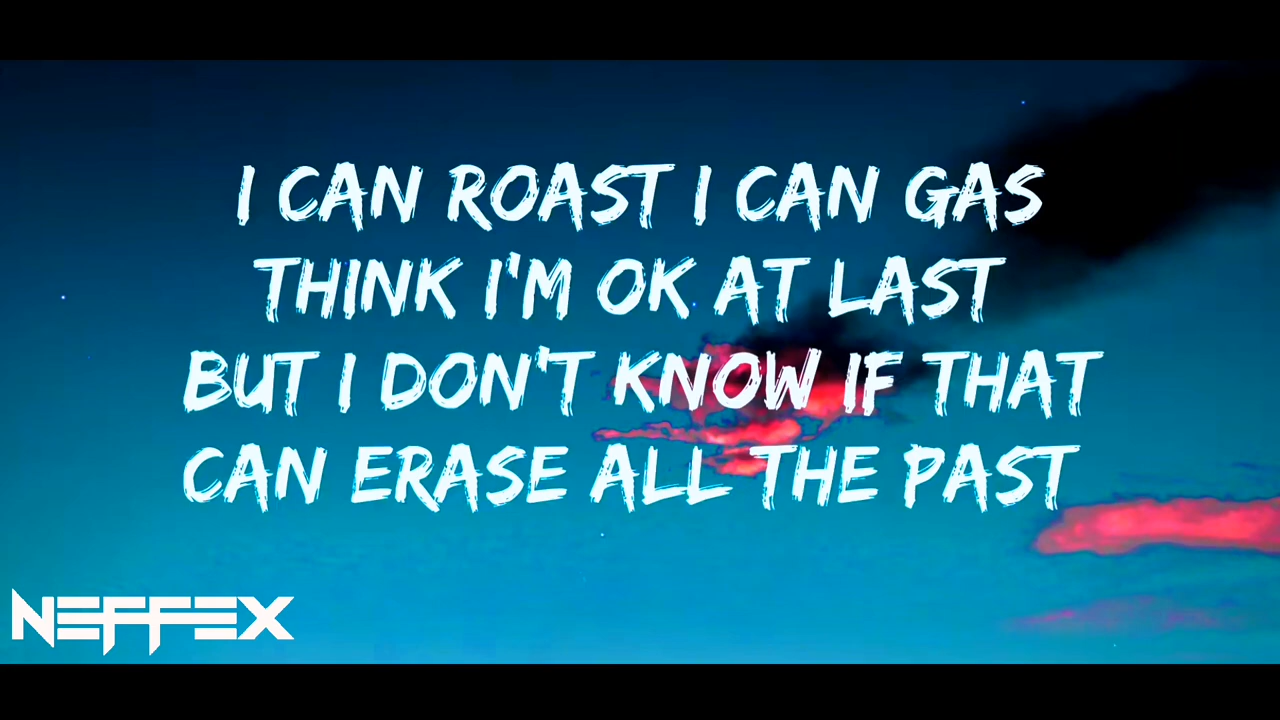 I CAN ROAST I CAN GAS
THINK I'M OK AT LAST
BUT I DON'T KNOW IF THAT
CAN ERASE ALL THE PAST
NEFFEX